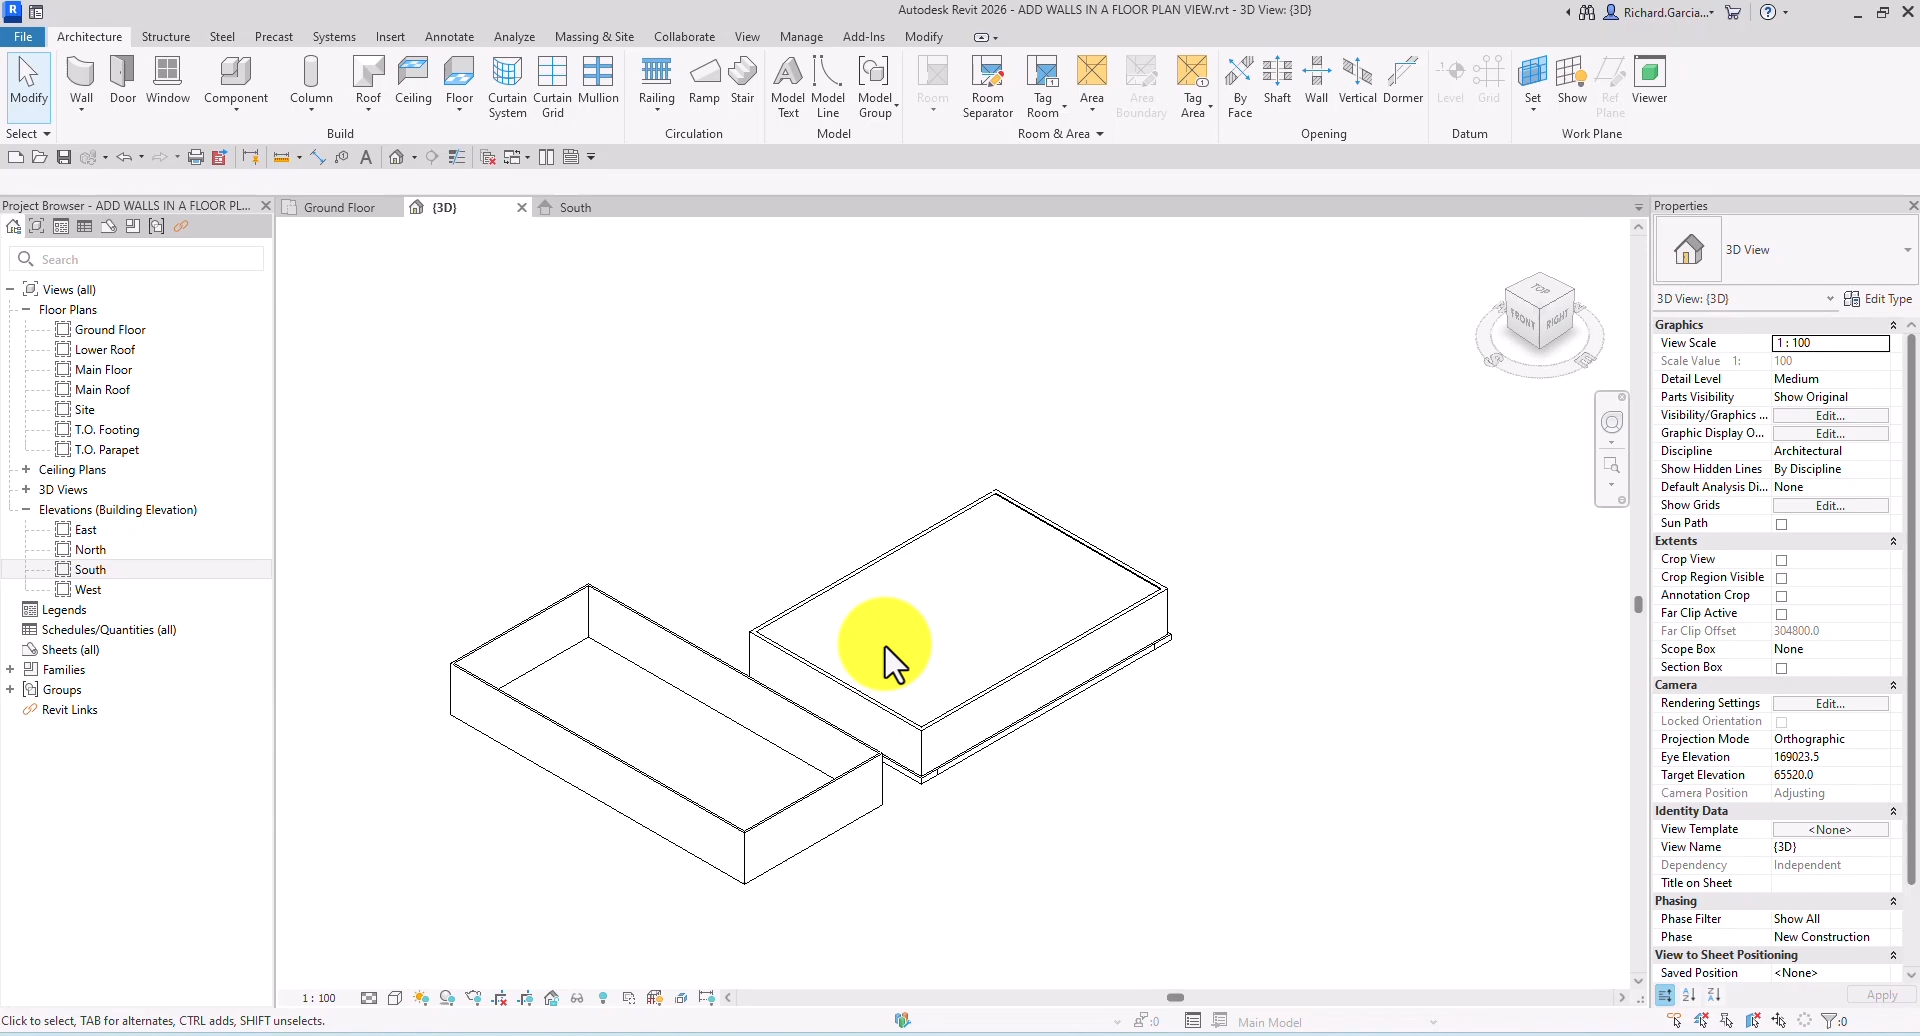 Autodesk Revit 2026 - ADD WALLS IN A FLOOR PLAN VIEW.rvt - 3D View: {3D}
Richard.Garcia...
File Architecture Structure Steel Precast Systems Insert Annotate Analyze Massing & Site Collaborate View Manage Add-Ins Modify
Modify Wall Door Window Component Column Roof Ceiling Floor Curtain System Curtain Grid Mullion Railing Ramp Stair Model Text Model Line Model Group Room Room Separator Tag Room Area Area Boundary Tag Area By Face Shaft Wall Vertical Dormer Level Grid Set Show Ref Plane Viewer
Select Build Circulation Model Room & Area Opening Datum Work Plane
Project Browser - ADD WALLS IN A FLOOR PL...
Search
Views (all)
Floor Plans
Ground Floor
Lower Roof
Main Floor
Main Roof
Site
T.O. Footing
T.O. Parapet
Ceiling Plans
3D Views
Elevations (Building Elevation)
East
North
South
West
Legends
Schedules/Quantities (all)
Sheets (all)
Families
Groups
Revit Links
Ground Floor {3D} South
TOP
FRONT RIGHT
Properties
3D View
3D View: {3D} Edit Type
Graphics
View Scale 1 : 100
Scale Value 1: 100
Detail Level Medium
Parts Visibility Show Original
Visibility/Graphics ... Edit...
Graphic Display O... Edit...
Discipline Architectural
Show Hidden Lines By Discipline
Default Analysis Di... None
Show Grids Edit...
Sun Path
Extents
Crop View
Crop Region Visible
Annotation Crop
Far Clip Active
Far Clip Offset 304800.0
Scope Box None
Section Box
Camera
Rendering Settings Edit...
Locked Orientation
Projection Mode Orthographic
Eye Elevation 169023.5
Target Elevation 65520.0
Camera Position Adjusting
Identity Data
View Template <None>
View Name {3D}
Dependency Independent
Title on Sheet
Phasing
Phase Filter Show All
Phase New Construction
View to Sheet Positioning
Saved Position <None>
Apply
1 : 100
Click to select, TAB for alternates, CTRL adds, SHIFT unselects.
:0
Main Model
:0